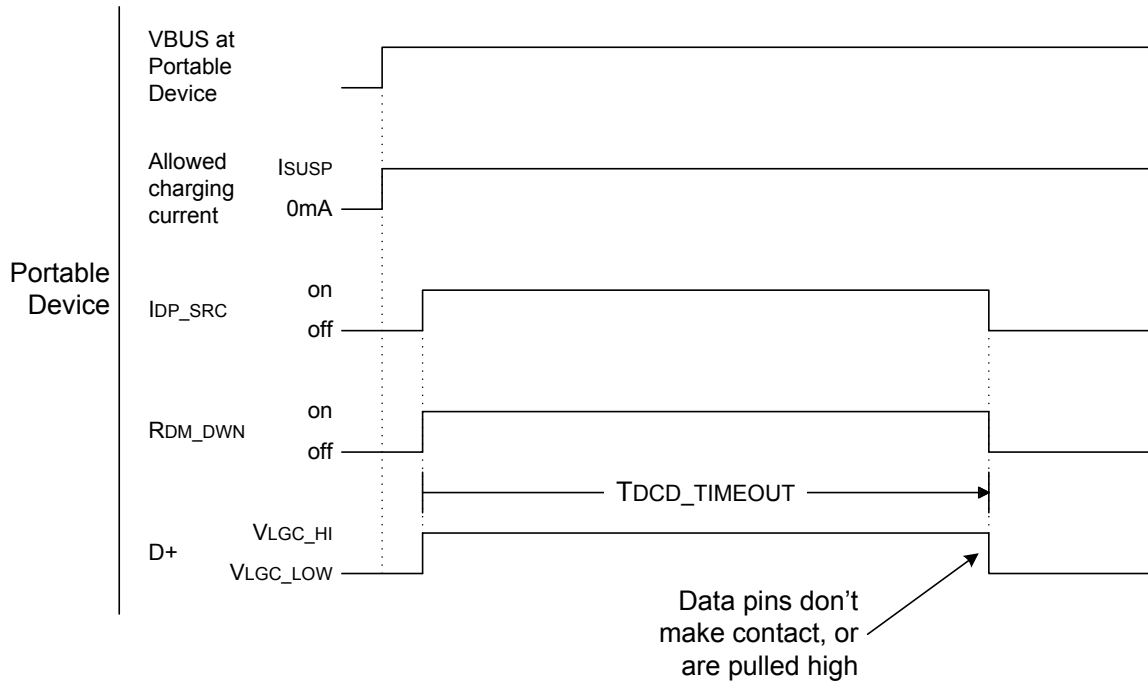 VBUS at
Portable
Device
Allowed
charging
current
ISUSP
0mA
Portable
Device
IDP_SRC
on
off
RDM_DWN
on
off
TDCD_TIMEOUT
D+
VLGC_HI
VLGC_LOW
Data pins don’t
make contact, or
are pulled high